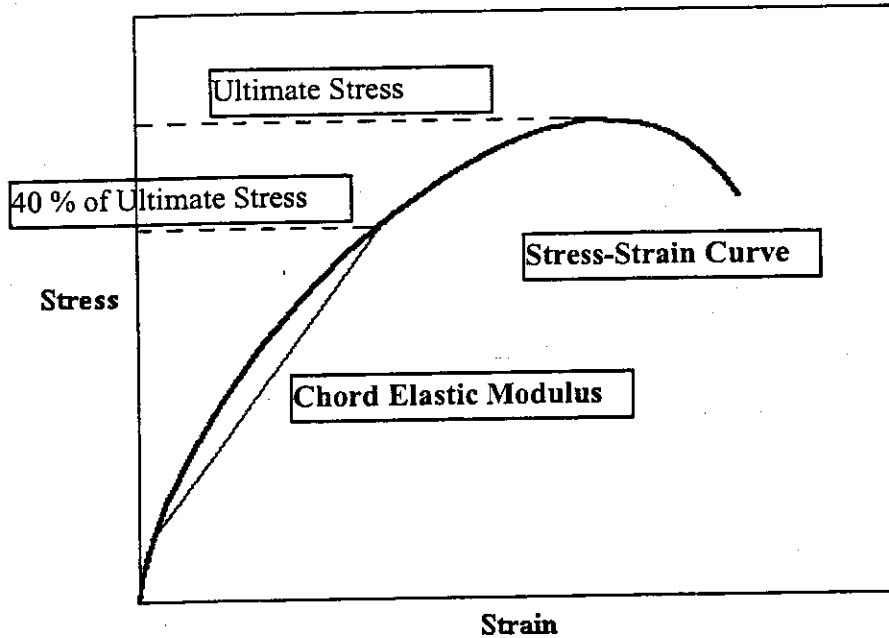 Ultimate Stress
40 % of Ultimate Stress
Stress-Strain Curve
Stress
Chord Elastic Modulus
Strain